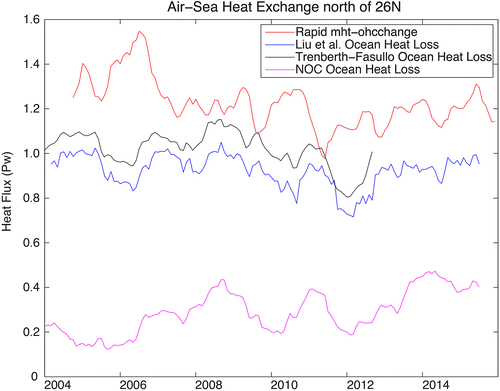 Air-Sea Heat Exchange north of 26N
Rapid mht-ohcchange
Liu et al. Ocean Heat Loss
Trenberth-Fasullo Ocean Heat Loss
NOC Ocean Heat Loss
Heat Flux (Pw)
1.6
1.4
1.2
1.0
0.8
0.6
0.4
0.2
0
2004 2006 2008 2010 2012 2014